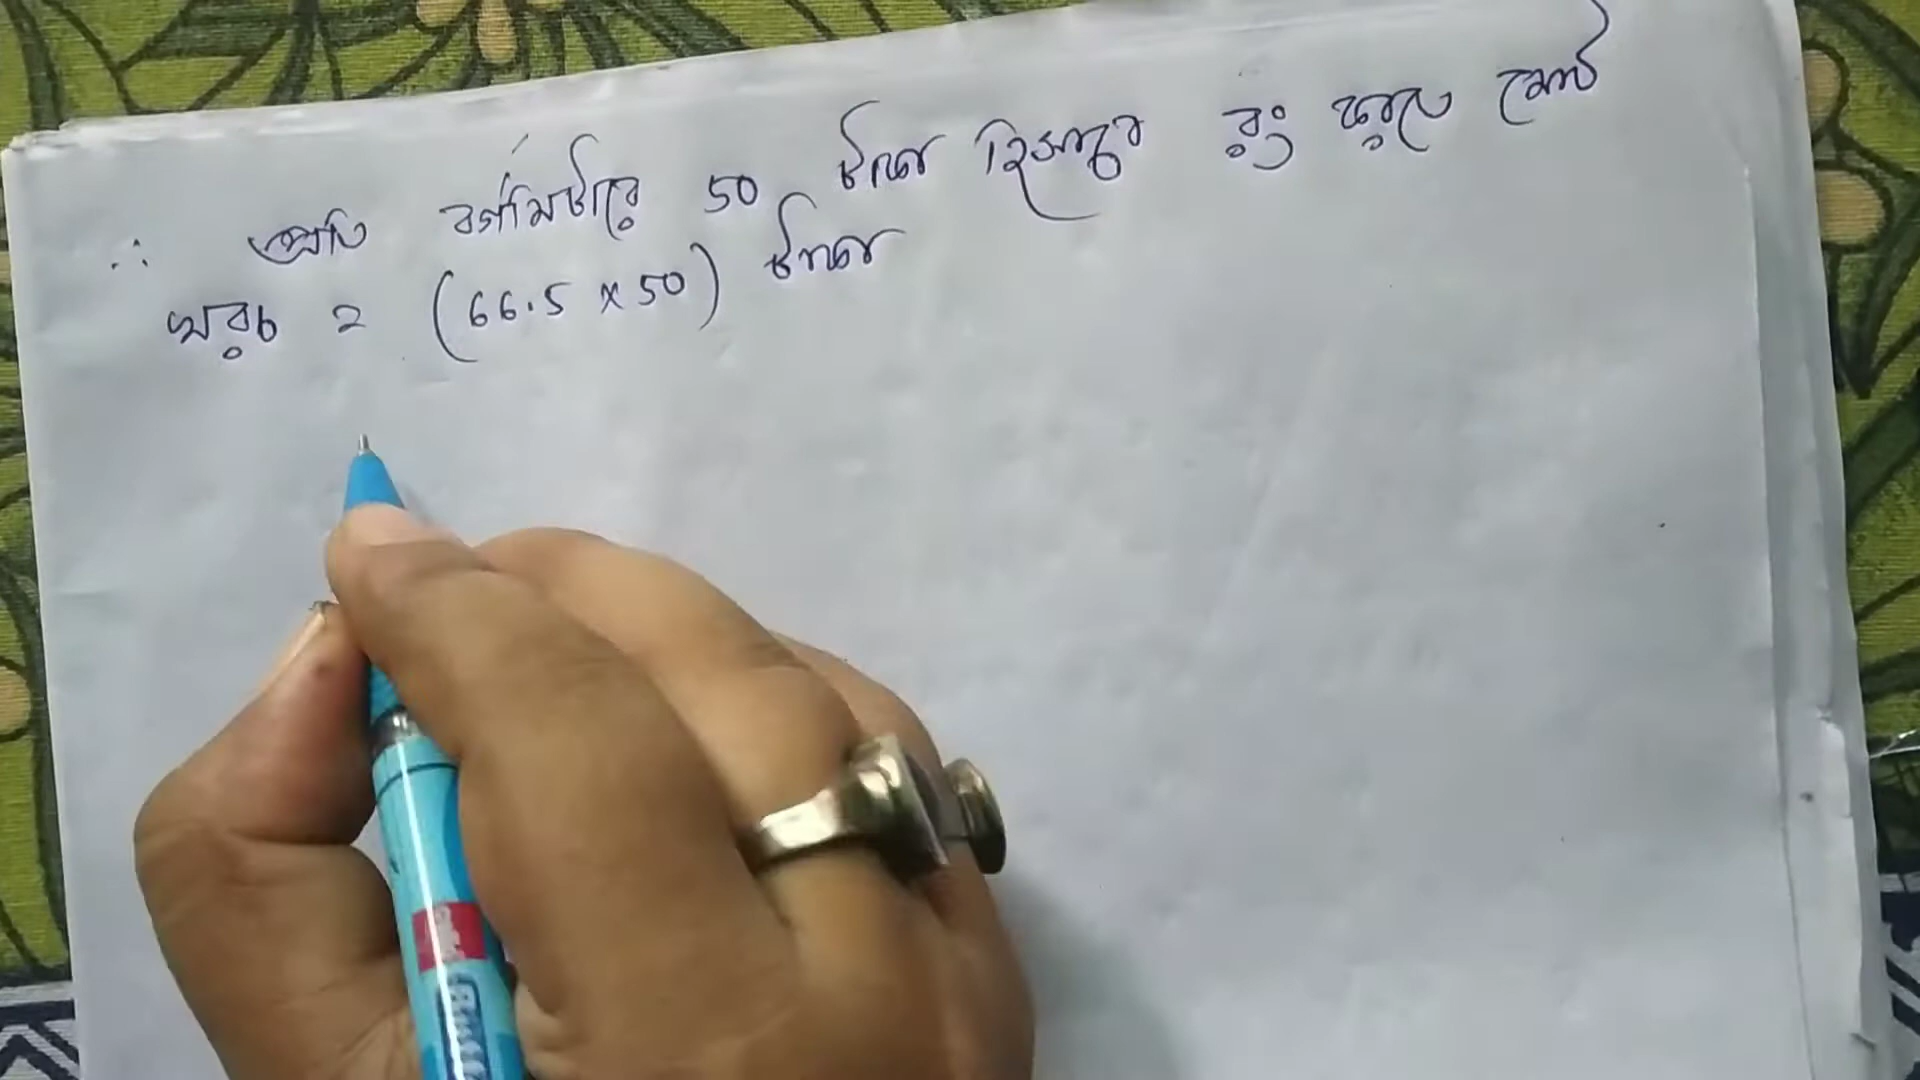 ∴ প্রতি বর্গমিটারে 50 টাকা হিসাবে রং করতে মোট
খরচ = (66.5 × 50) টাকা